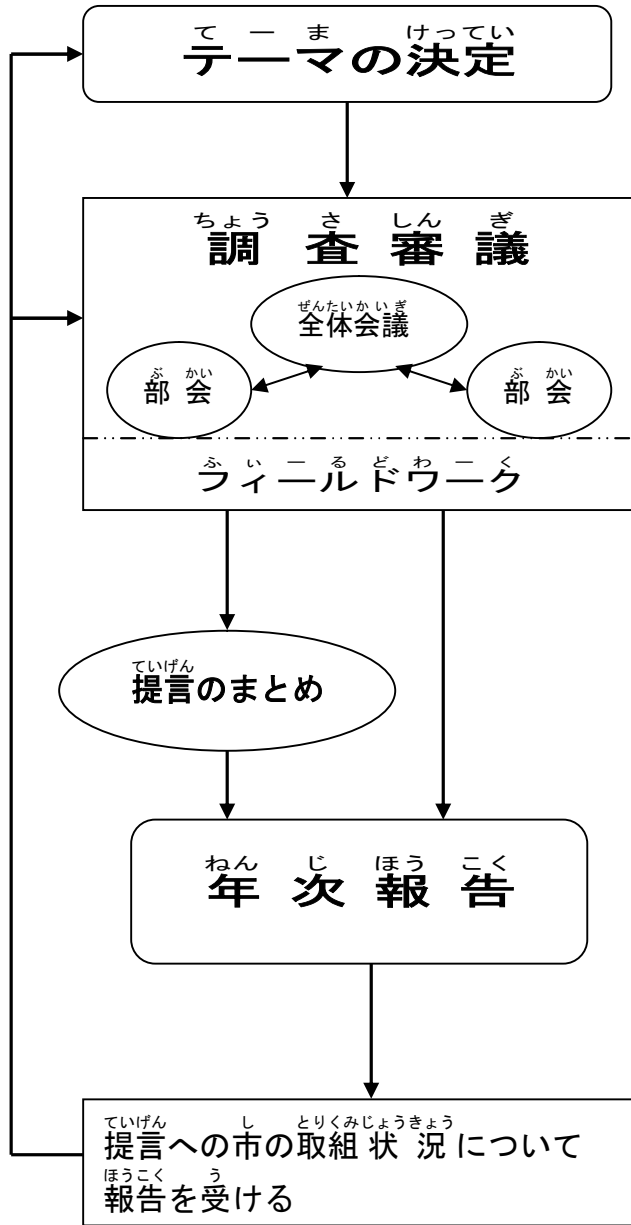 て ー ま けってい
テーマの決定
ちょう さ しん ぎ
調 査 審 議
ぜんたいかいぎ
全体会議
ぶ かい ぶ かい
部 会 部 会
ふぃーるどわーく
フィールドワーク
ていげん
提言のまとめ
ねん じ ほう こく
年 次 報 告
ていげん し とりくみじょうきょう
提言への市の取組 状 況 について
ほうこく う
報告を受ける